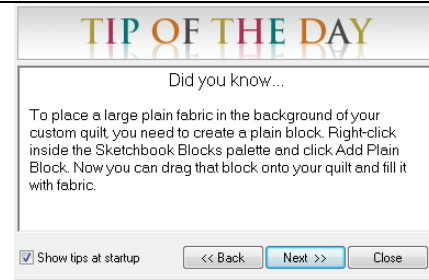 TIP OF THE DAY
Did you know...
To place a large plain fabric in the background of your
custom quilt, you need to create a plain block. Right-click
inside the Sketchbook Blocks palette and click Add Plain
Block. Now you can drag that block onto your quilt and fill it
with fabric.
Show tips at startup << Back Next >> Close